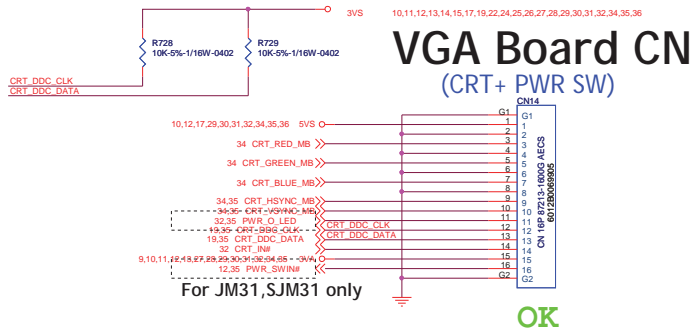 3VS 10,11,12,13,14,15,17,19,22,24,25,26,27,28,29,30,31,32,34,35,36
R728
10K-5%-1/16W-0402
R729
10K-5%-1/16W-0402
CRT_DDC_CLK
CRT_DDC_DATA
VGA Board CN
(CRT+ PWR SW)
CN14
10,12,17,29,30,31,32,34,35,36 5VS
34 CRT_RED_MB
34 CRT_GREEN_MB
34 CRT_BLUE_MB
34,35 CRT_HSYNC_MB
34,35 CRT_VSYNC_MB
32,35 PWR_O_LED
19,35 CRT_DDC_CLK CRT_DDC_CLK
19,35 CRT_DDC_DATA CRT_DDC_DATA
32 CRT_IN#
3VA
12,35 PWR_SWIN#
G1 G1
1 1
2 2
3 3
4 4
5 5
6 6
7 7
8 8
9 9
10 10
11 11
12 12
13 13
14 14
15 15
16 16
G2 G2
CN 16P 87213-1600G AECS
6012B0069905
For JM31,SJM31 only
OK